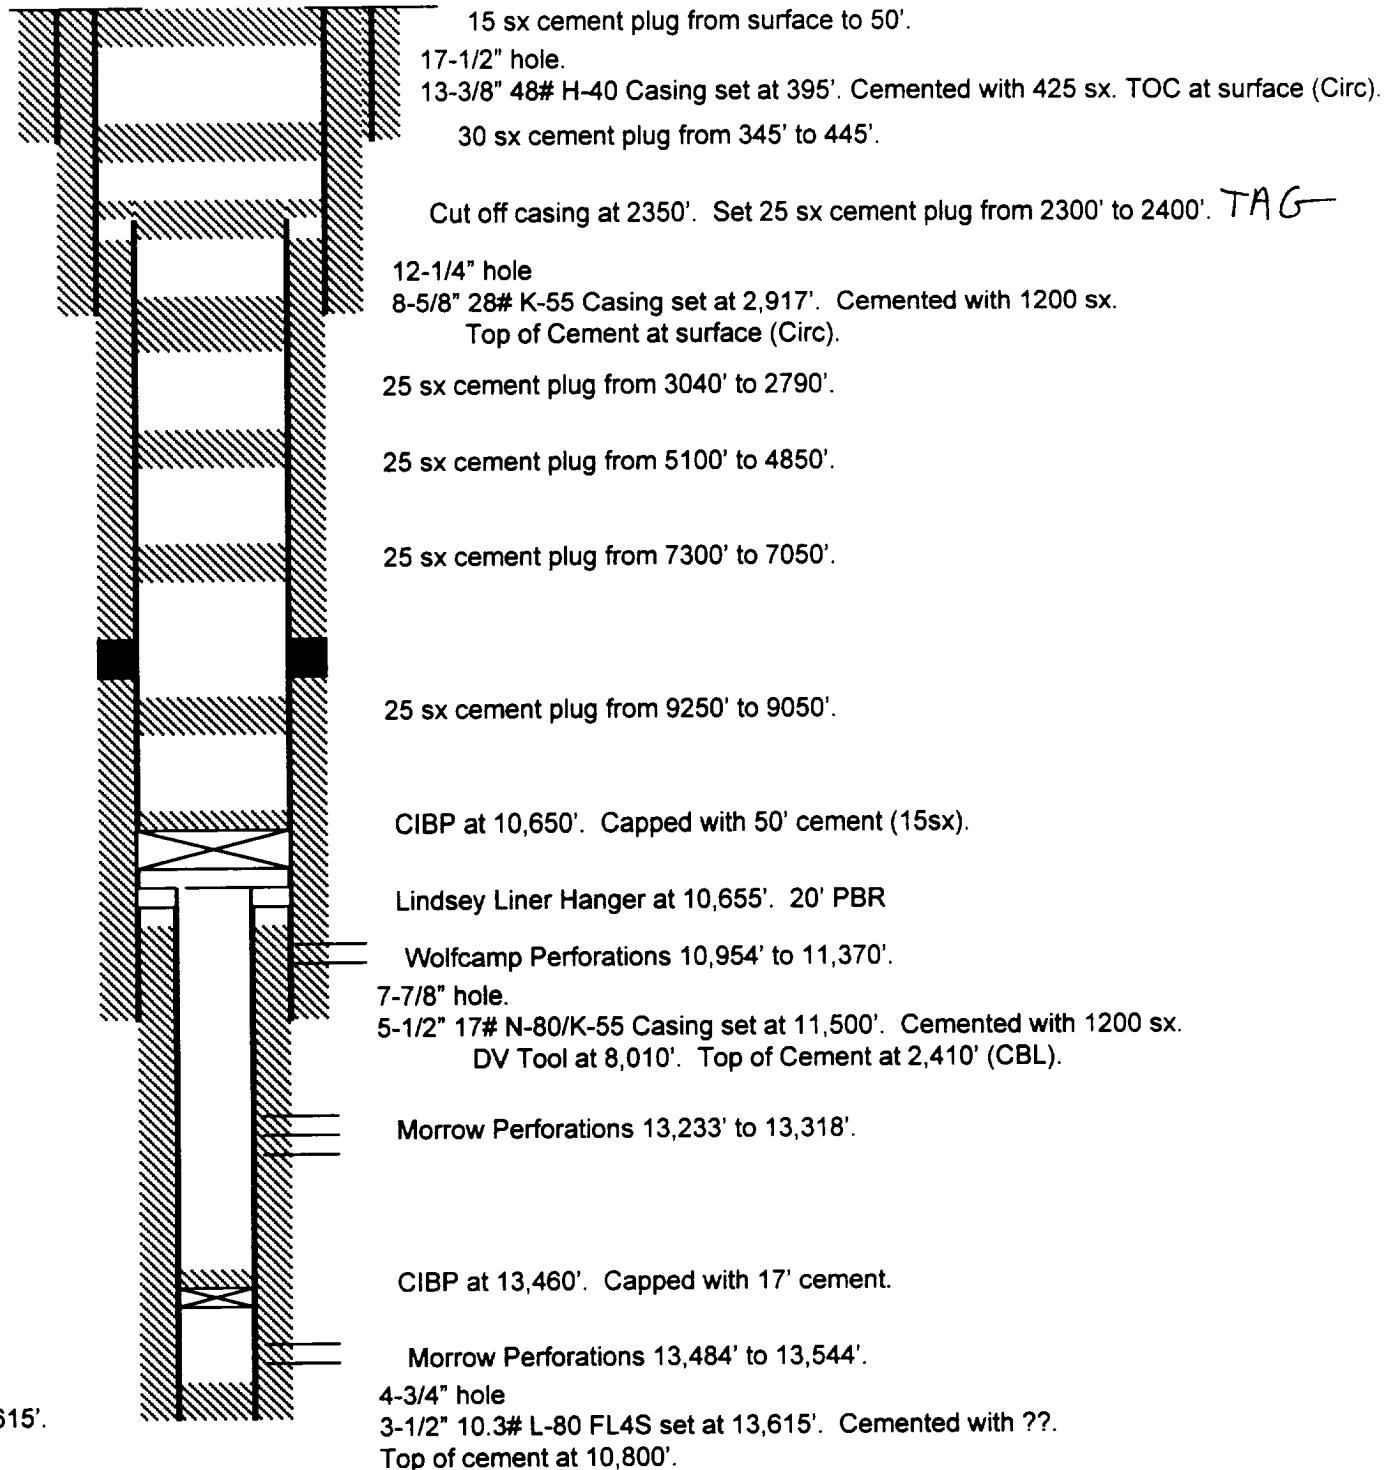 15 sx cement plug from surface to 50'.
17-1/2" hole.
13-3/8" 48# H-40 Casing set at 395'. Cemented with 425 sx. TOC at surface (Circ).
30 sx cement plug from 345' to 445'.
Cut off casing at 2350'. Set 25 sx cement plug from 2300' to 2400'. TAG
12-1/4" hole
8-5/8" 28# K-55 Casing set at 2,917'. Cemented with 1200 sx.
Top of Cement at surface (Circ).
25 sx cement plug from 3040' to 2790'.
25 sx cement plug from 5100' to 4850'.
25 sx cement plug from 7300' to 7050'.
25 sx cement plug from 9250' to 9050'.
CIBP at 10,650'. Capped with 50' cement (15sx).
Lindsey Liner Hanger at 10,655'. 20' PBR
Wolfcamp Perforations 10,954' to 11,370'.
7-7/8" hole.
5-1/2" 17# N-80/K-55 Casing set at 11,500'. Cemented with 1200 sx.
DV Tool at 8,010'. Top of Cement at 2,410' (CBL).
Morrow Perforations 13,233' to 13,318'.
CIBP at 13,460'. Capped with 17' cement.
Morrow Perforations 13,484' to 13,544'.
4-3/4" hole
615'.
3-1/2" 10.3# L-80 FL4S set at 13,615'. Cemented with ??.
Top of cement at 10,800'.